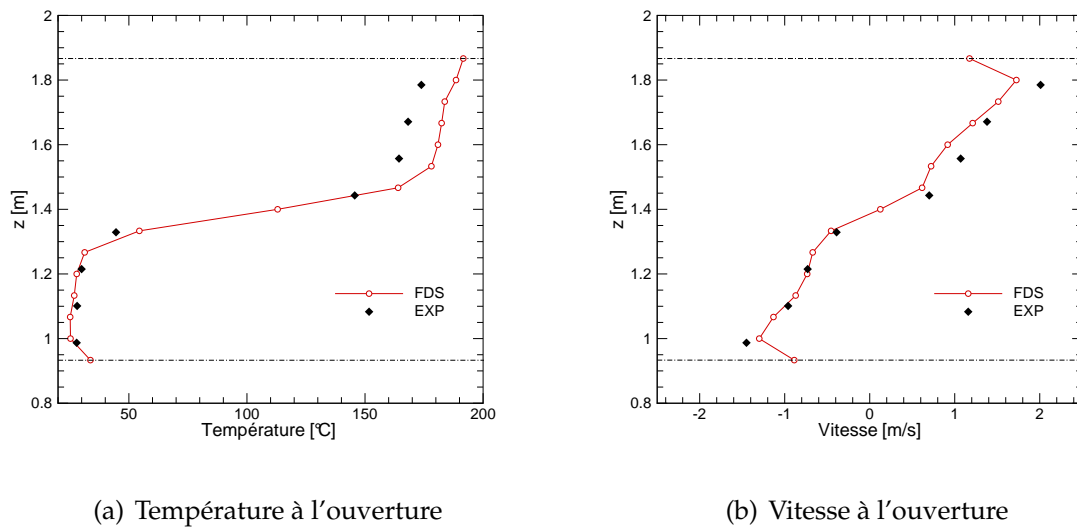 2
1.8
1.6
1.4
1.2
1
0.8
z [m]
50
100
150
200
Température [°C]
FDS
EXP
2
1.8
1.6
1.4
1.2
1
0.8
z [m]
-2
-1
0
1
2
Vitesse [m/s]
FDS
EXP
(a) Température à l'ouverture
(b) Vitesse à l'ouverture